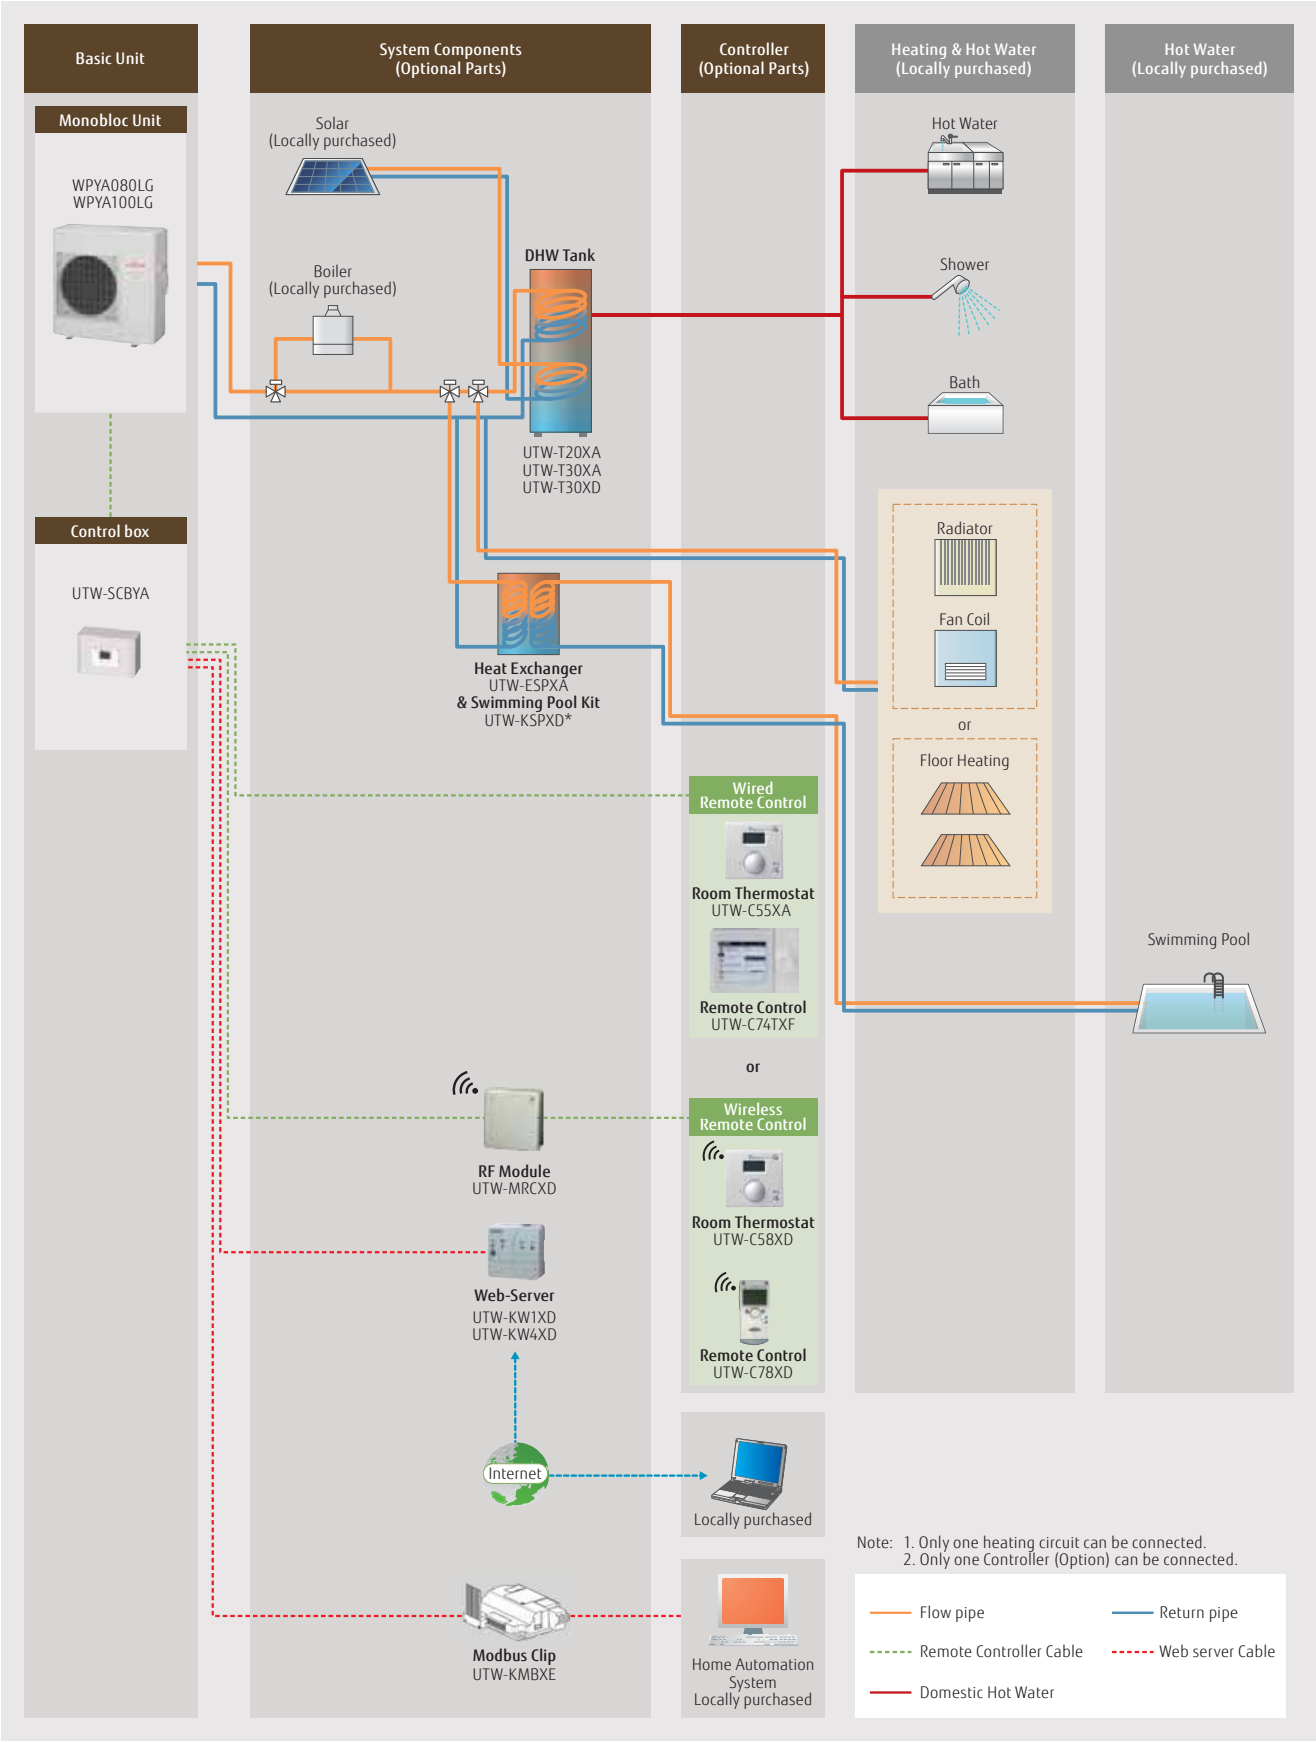 Basic Unit
System Components
(Optional Parts)
Controller
(Optional Parts)
Heating & Hot Water
(Locally purchased)
Hot Water
(Locally purchased)
Monobloc Unit
WPYA080LG
WPYA100LG
Solar
(Locally purchased)
Boiler
(Locally purchased)
DHW Tank
UTW-T20XA
UTW-T30XA
UTW-T30XD
Hot Water
Shower
Bath
Control box
UTW-SCBYA
Heat Exchanger
UTW-ESPXA
& Swimming Pool Kit
UTW-KSPXD*
Radiator
Fan Coil
or
Floor Heating
Wired
Remote Control
Room Thermostat
UTW-C55XA
Remote Control
UTW-C74TXF
or
Swimming Pool
Wireless
Remote Control
Room Thermostat
UTW-C58XD
Remote Control
UTW-C78XD
RF Module
UTW-MRCXD
Web-Server
UTW-KW1XD
UTW-KW4XD
Internet
Locally purchased
Modbus Clip
UTW-KMBXE
Home Automation
System
Locally purchased
Note: 1. Only one heating circuit can be connected.
2. Only one Controller (Option) can be connected.
Flow pipe
Return pipe
Remote Controller Cable
Web server Cable
Domestic Hot Water